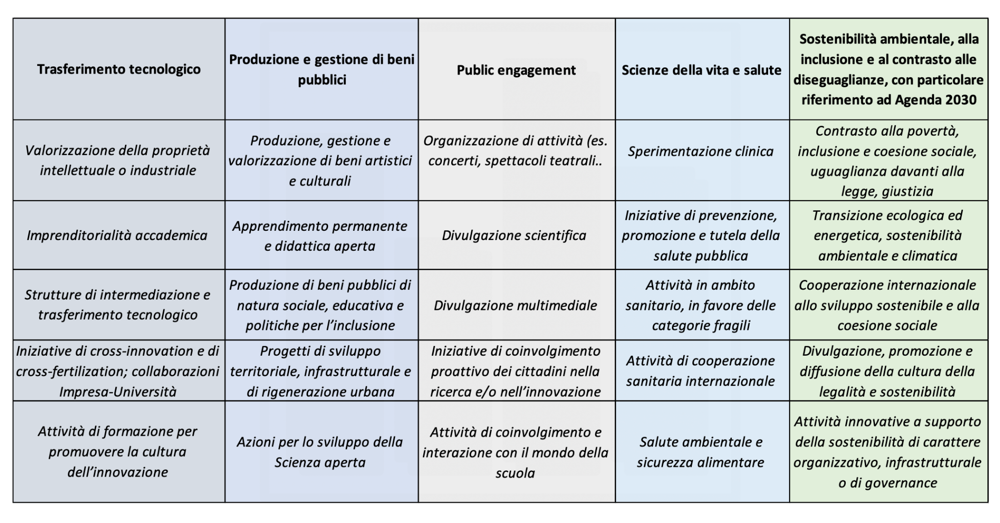 Trasferimento tecnologico
Produzione e gestione di beni
pubblici
Public engagement
Scienze della vita e salute
Sostenibilità ambientale, alla
inclusione e al contrasto alle
diseguaglianze, con particolare
riferimento ad Agenda 2030
Valorizzazione della proprietà
intellettuale o industriale
Produzione, gestione e
valorizzazione di beni artistici
e culturali
Organizzazione di attività (es.
concerti, spettacoli teatrali..
Sperimentazione clinica
Contrasto alla povertà,
inclusione e coesione sociale,
uguaglianza davanti alla
legge, giustizia
Imprenditorialità accademica
Apprendimento permanente
e didattica aperta
Divulgazione scientifica
Iniziative di prevenzione,
promozione e tutela della
salute pubblica
Transizione ecologica ed
energetica, sostenibilità
ambientale e climatica
Strutture di intermediazione e
trasferimento tecnologico
Produzione di beni pubblici di
natura sociale, educativa e
politiche per l’inclusione
Divulgazione multimediale
Attività in ambito
sanitario, in favore delle
categorie fragili
Cooperazione internazionale
allo sviluppo sostenibile e alla
coesione sociale
Iniziative di cross-innovation e di
cross-fertilization; collaborazioni
Impresa-Università
Progetti di sviluppo
territoriale, infrastrutturale e
di rigenerazione urbana
Iniziative di coinvolgimento
proattivo dei cittadini nella
ricerca e/o nell’innovazione
Attività di cooperazione
sanitaria internazionale
Divulgazione, promozione e
diffusione della cultura della
legalità e sostenibilità
Attività di formazione per
promuovere la cultura
dell’innovazione
Azioni per lo sviluppo della
Scienza aperta
Attività di coinvolgimento e
interazione con il mondo della
scuola
Salute ambientale e
sicurezza alimentare
Attività innovative a supporto
della sostenibilità di carattere
organizzativo, infrastrutturale
o di governance